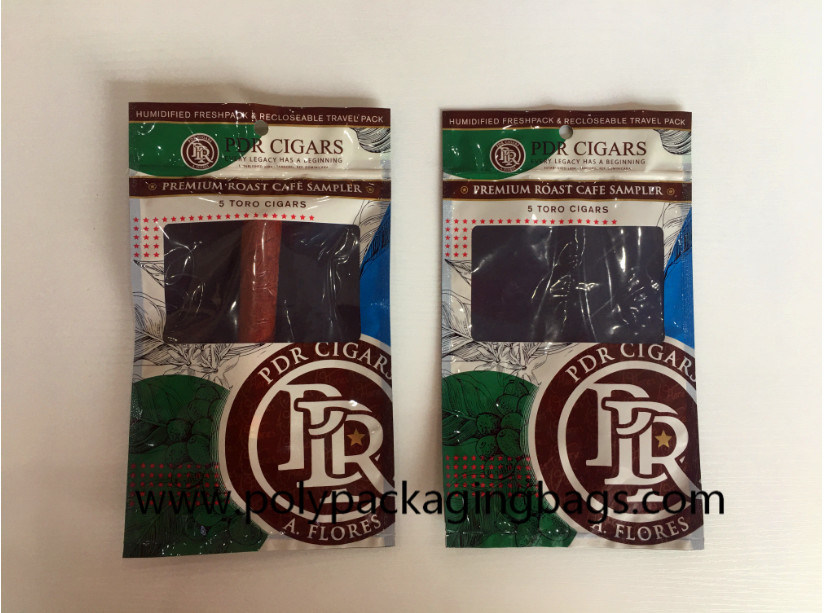 HUMIDIFIED FRESHPACK & RECLOSEABLE TRAVEL PACK
PDR CIGARS
LEGACY HAS A BEGINNING
PREMIUM ROAST CAFÉ SAMPLER
5 TORO CIGARS
PDR CIGARS
PDR
A. FLORES
HUMIDIFIED FRESHPACK & RECLOSEABLE TRAVEL PACK
PDR CIGARS
LEGACY HAS A BEGINNING
PREMIUM ROAST CAFE SAMPLER
5 TORO CIGARS
PDR CIGARS
PDR
A. FLORES
www.polypackagingbags.com